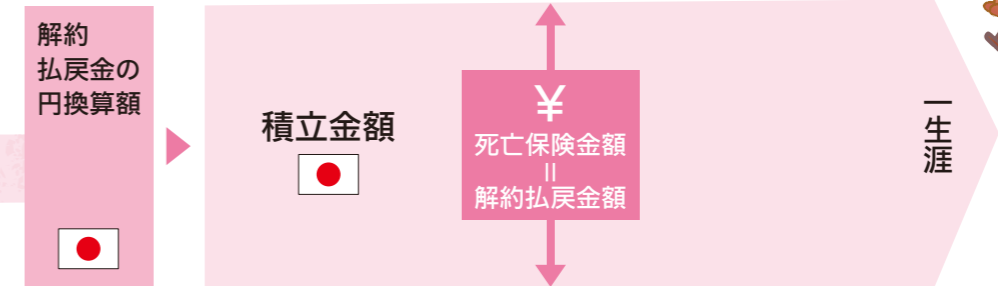 解約
払戻金の
円換算額
積立金額
¥
死亡保険金額
=
解約払戻金額
一生涯